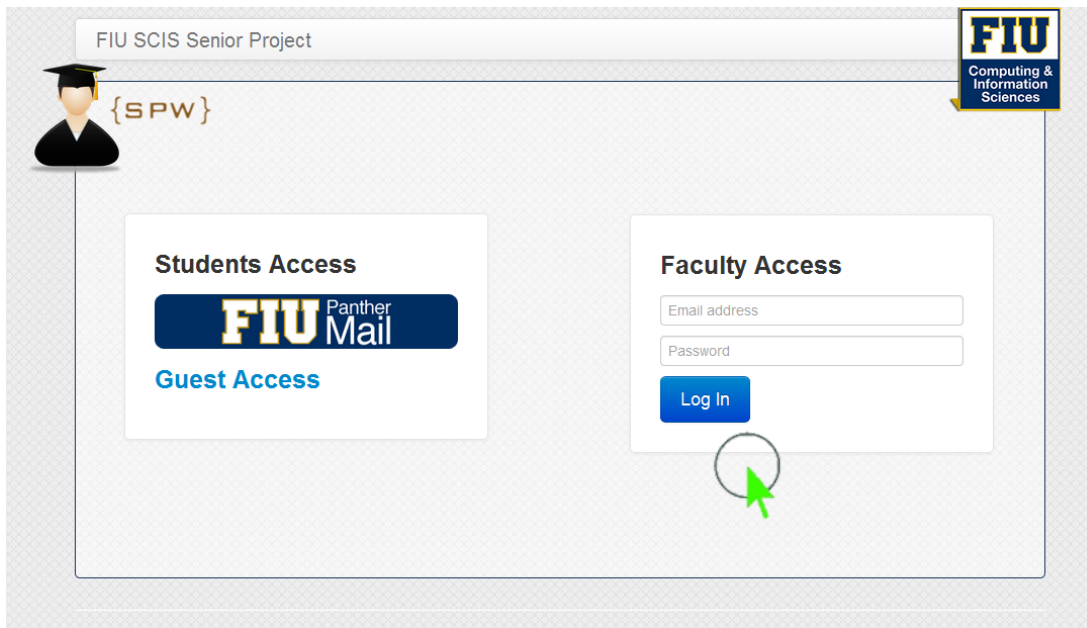 FIU SCIS Senior Project
FIU
Computing &
Information
Sciences
{SPW}
Students Access
FIU Panther
Mail
Guest Access
Faculty Access
Email address
Password
Log In